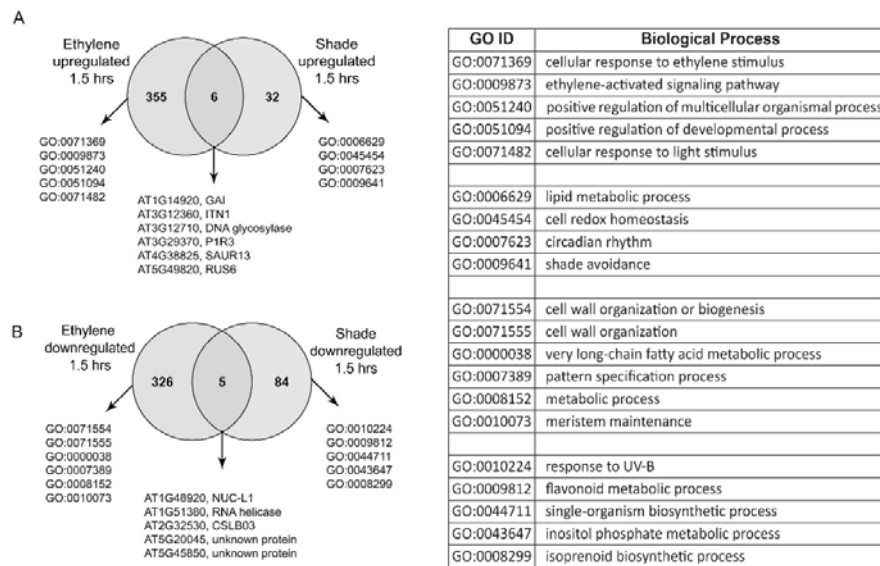 A
Ethylene
upregulated
1.5 hrs
Shade
upregulated
1.5 hrs
355
6
32
GO:0071369
GO:0009873
GO:0051240
GO:0051094
GO:0071482
GO:0006629
GO:0045454
GO:0007623
GO:0009641
AT1G14920, GAI
AT3G12360, ITN1
AT3G12710, DNA glycosylase
AT3G29370, P1R3
AT4G38825, SAUR13
AT5G49820, RUS6
B
Ethylene
downregulated
1.5 hrs
Shade
downregulated
1.5 hrs
326
5
84
GO:0071554
GO:0071555
GO:0000038
GO:0007389
GO:0008152
GO:0010073
GO:0010224
GO:0009812
GO:0044711
GO:0043647
GO:0008299
AT1G48920, NUC-L1
AT1G51380, RNA helicase
AT2G32530, CSLB03
AT5G20045, unknown protein
AT5G45850, unknown protein
GO ID Biological Process
GO:0071369 cellular response to ethylene stimulus
GO:0009873 ethylene-activated signaling pathway
GO:0051240 positive regulation of multicellular organismal process
GO:0051094 positive regulation of developmental process
GO:0071482 cellular response to light stimulus
GO:0006629 lipid metabolic process
GO:0045454 cell redox homeostasis
GO:0007623 circadian rhythm
GO:0009641 shade avoidance
GO:0071554 cell wall organization or biogenesis
GO:0071555 cell wall organization
GO:0000038 very long-chain fatty acid metabolic process
GO:0007389 pattern specification process
GO:0008152 metabolic process
GO:0010073 meristem maintenance
GO:0010224 response to UV-B
GO:0009812 flavonoid metabolic process
GO:0044711 single-organism biosynthetic process
GO:0043647 inositol phosphate metabolic process
GO:0008299 isoprenoid biosynthetic process